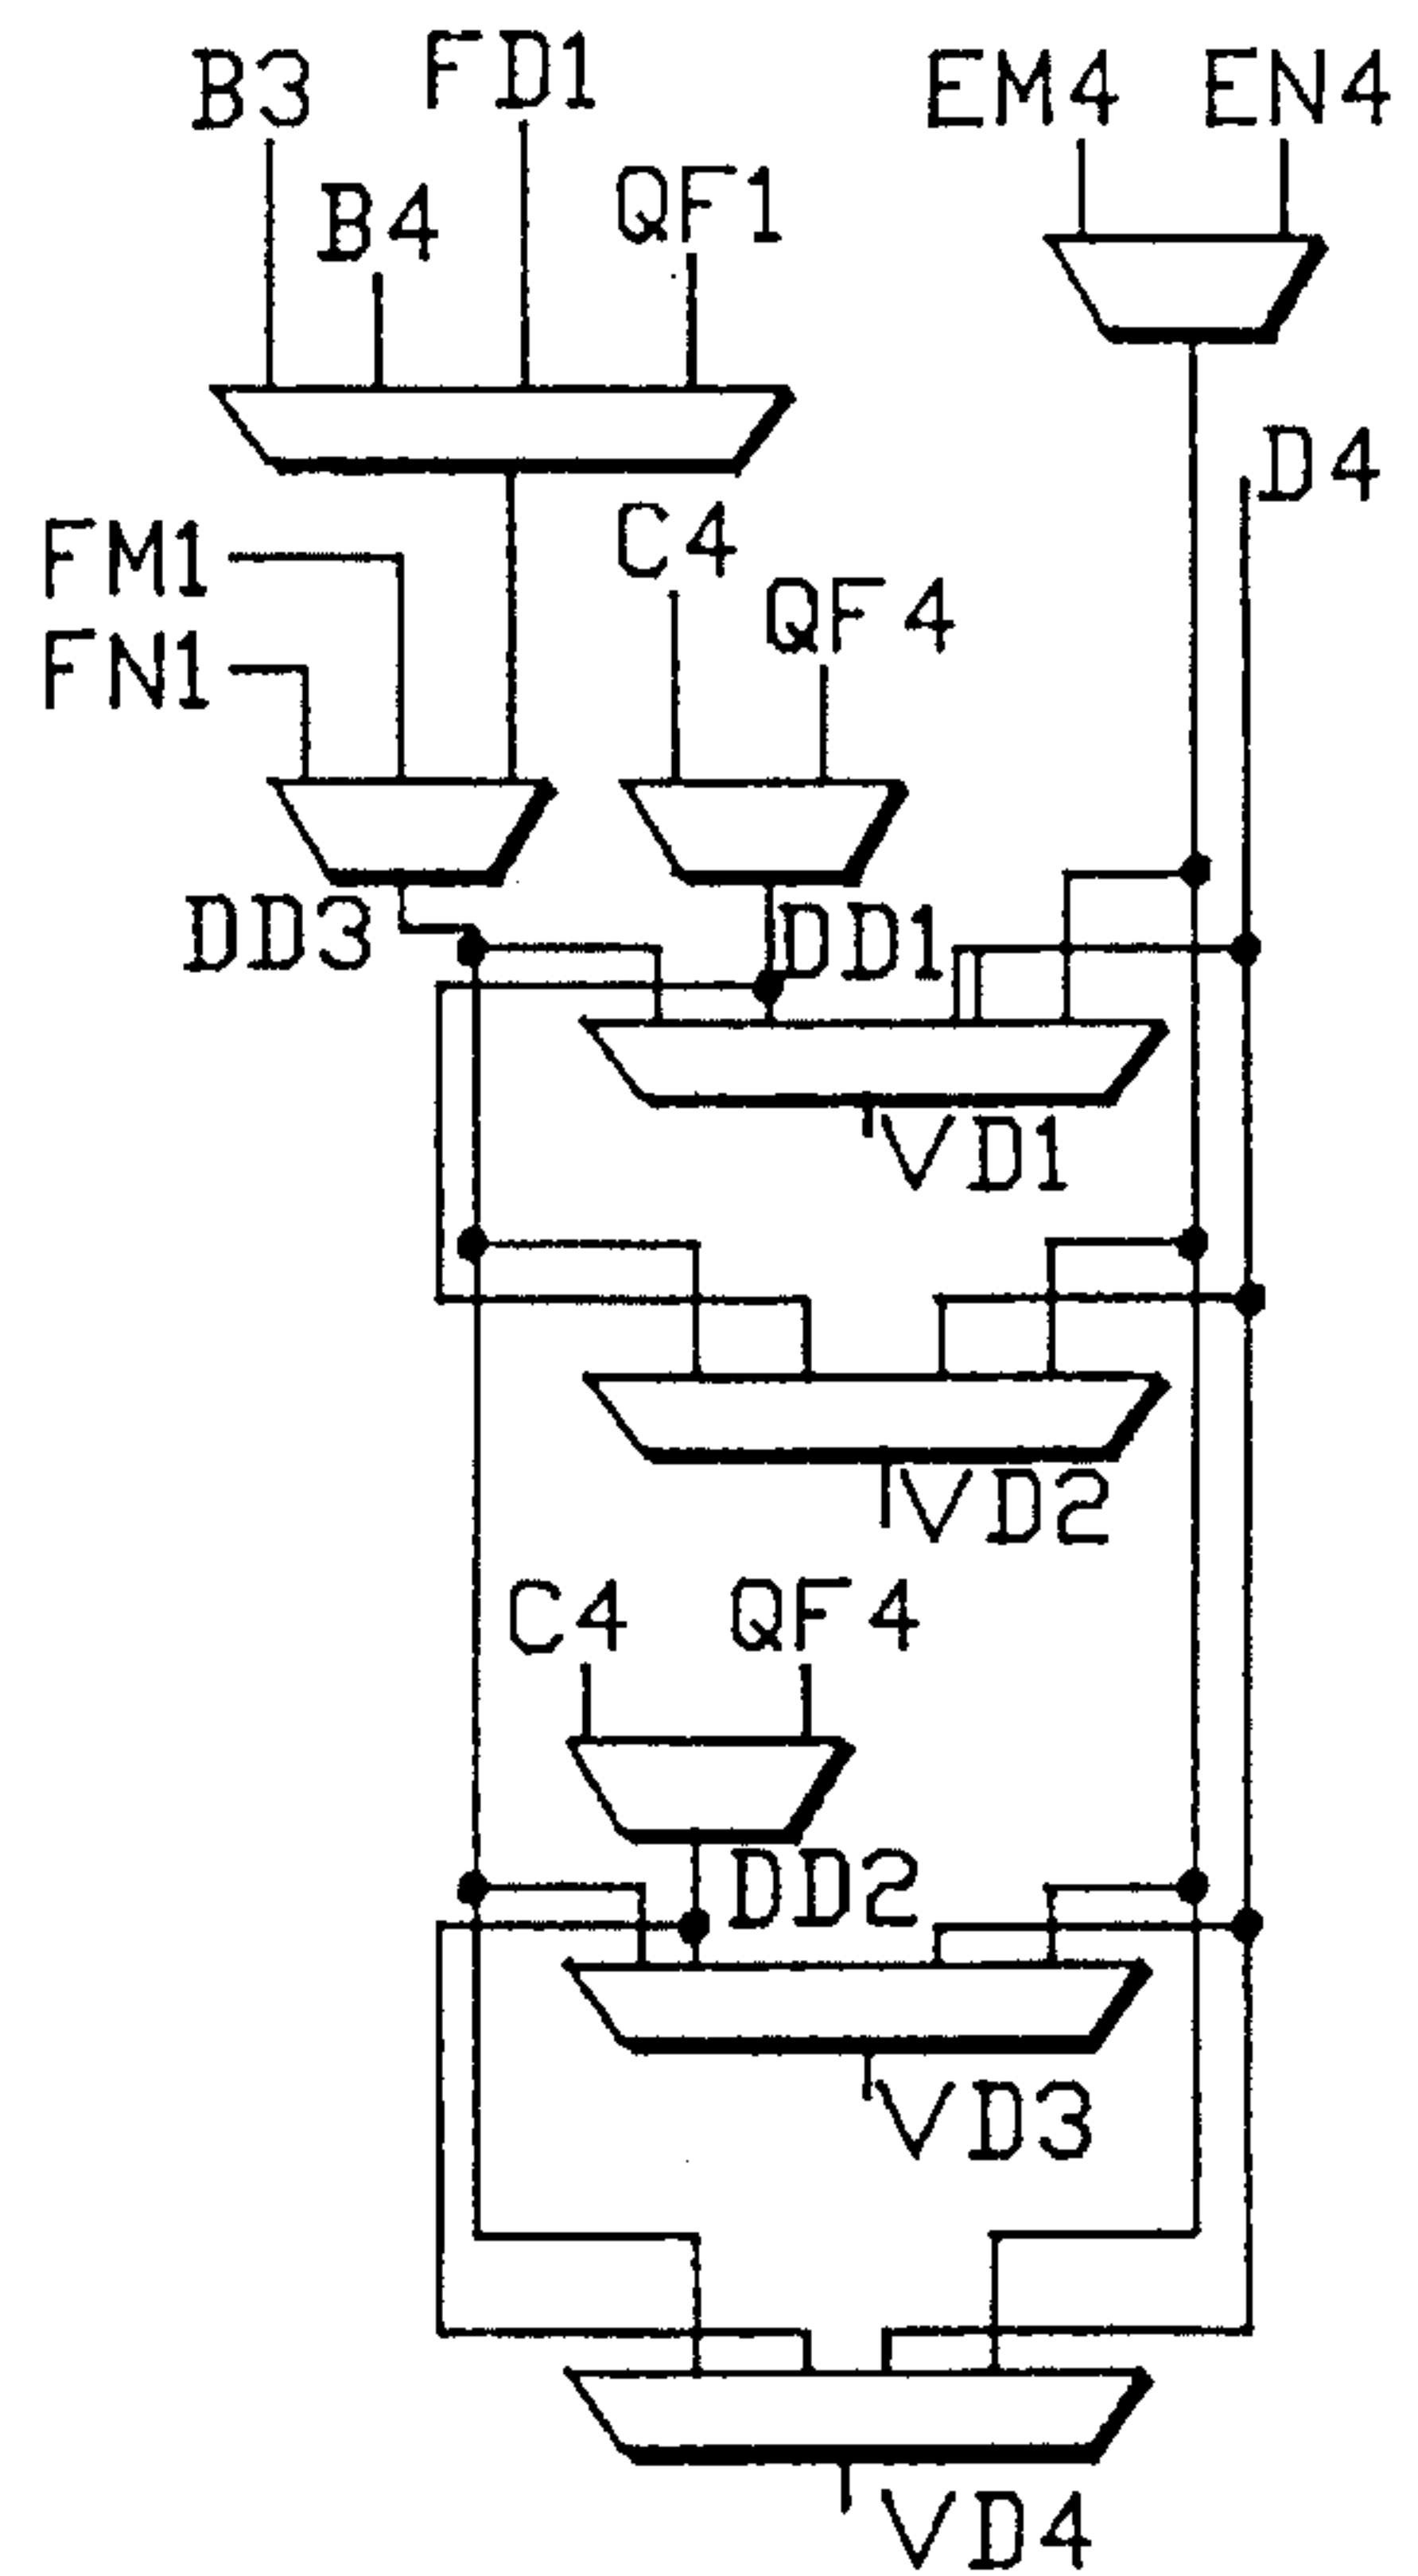 B3 FD1 EM4 EN4
B4 QF1
D4
FM1 C4
QF4
FN1
DD3 DD1
VD1
VD2
C4 QF4
DD2
VD3
VD4